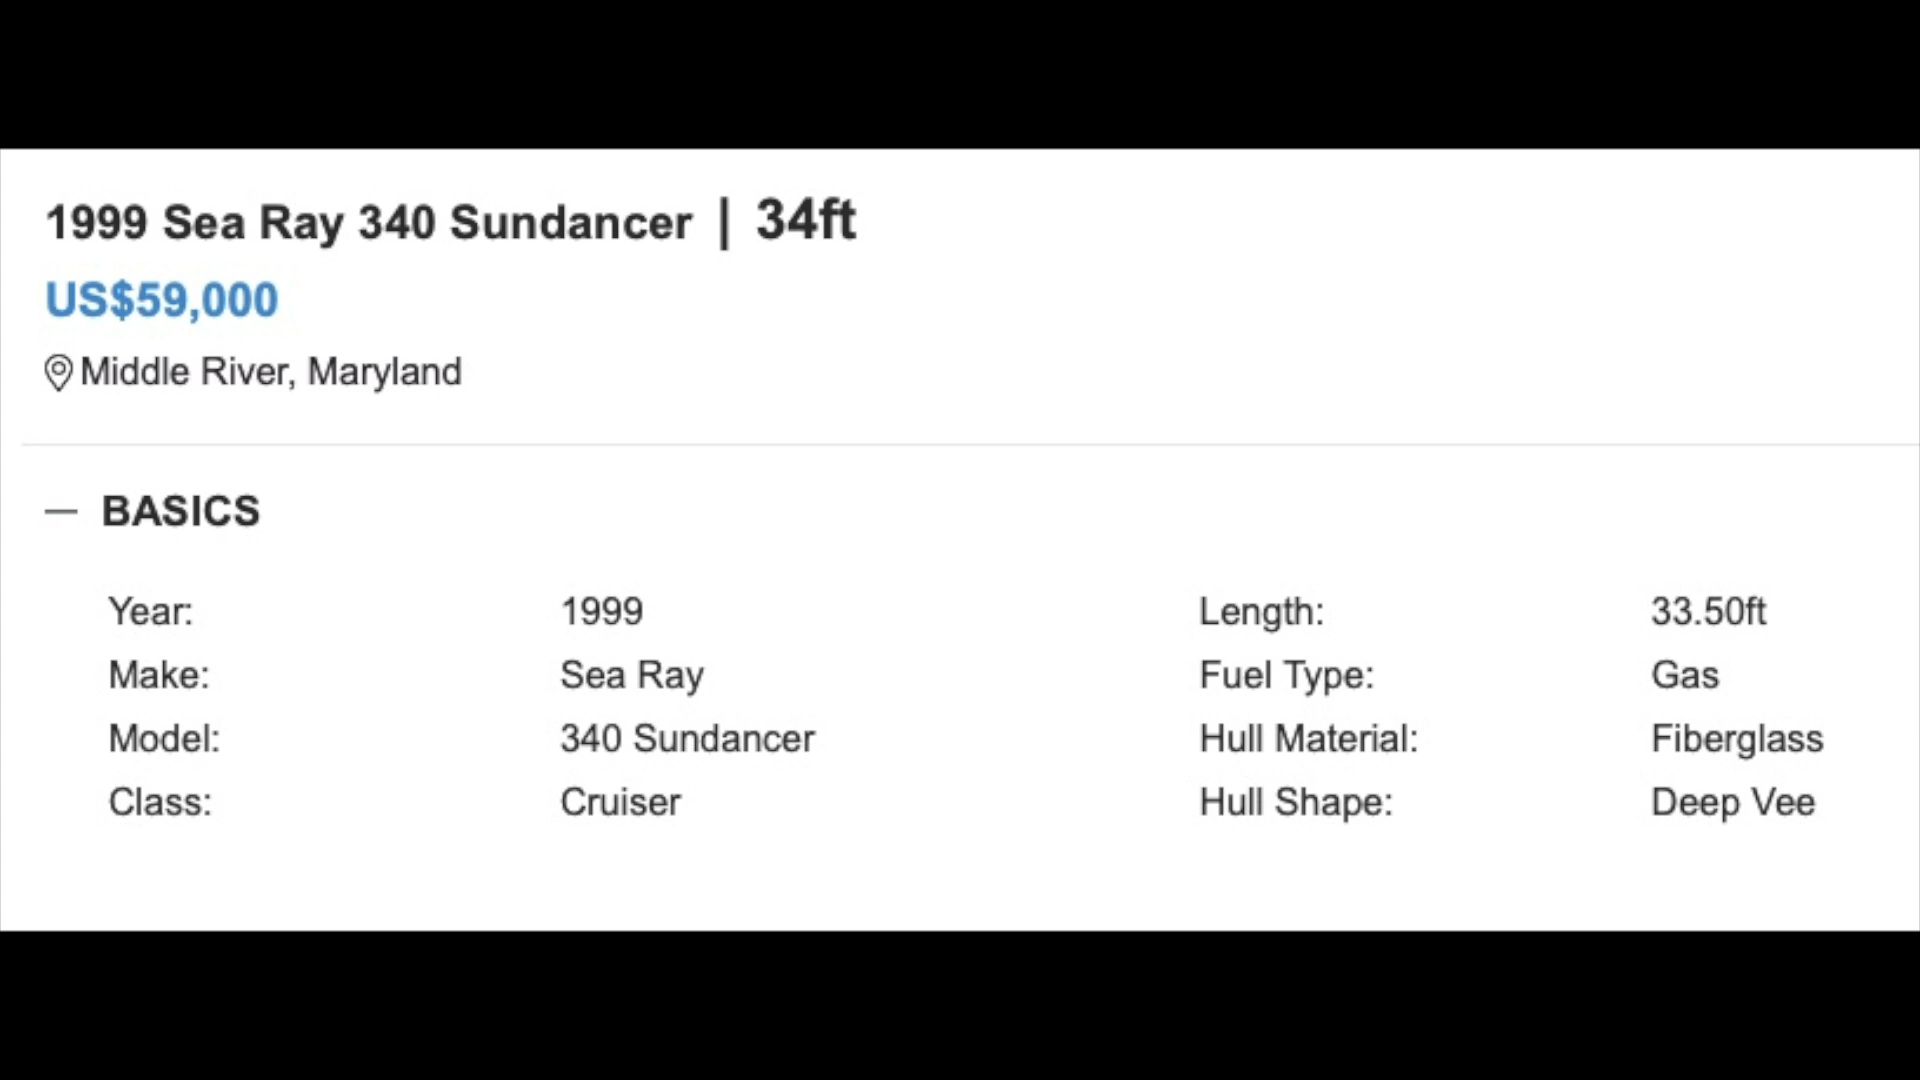 1999 Sea Ray 340 Sundancer | 34ft
US$59,000
Middle River, Maryland
— BASICS
Year: 1999 Length: 33.50ft
Make: Sea Ray Fuel Type: Gas
Model: 340 Sundancer Hull Material: Fiberglass
Class: Cruiser Hull Shape: Deep Vee